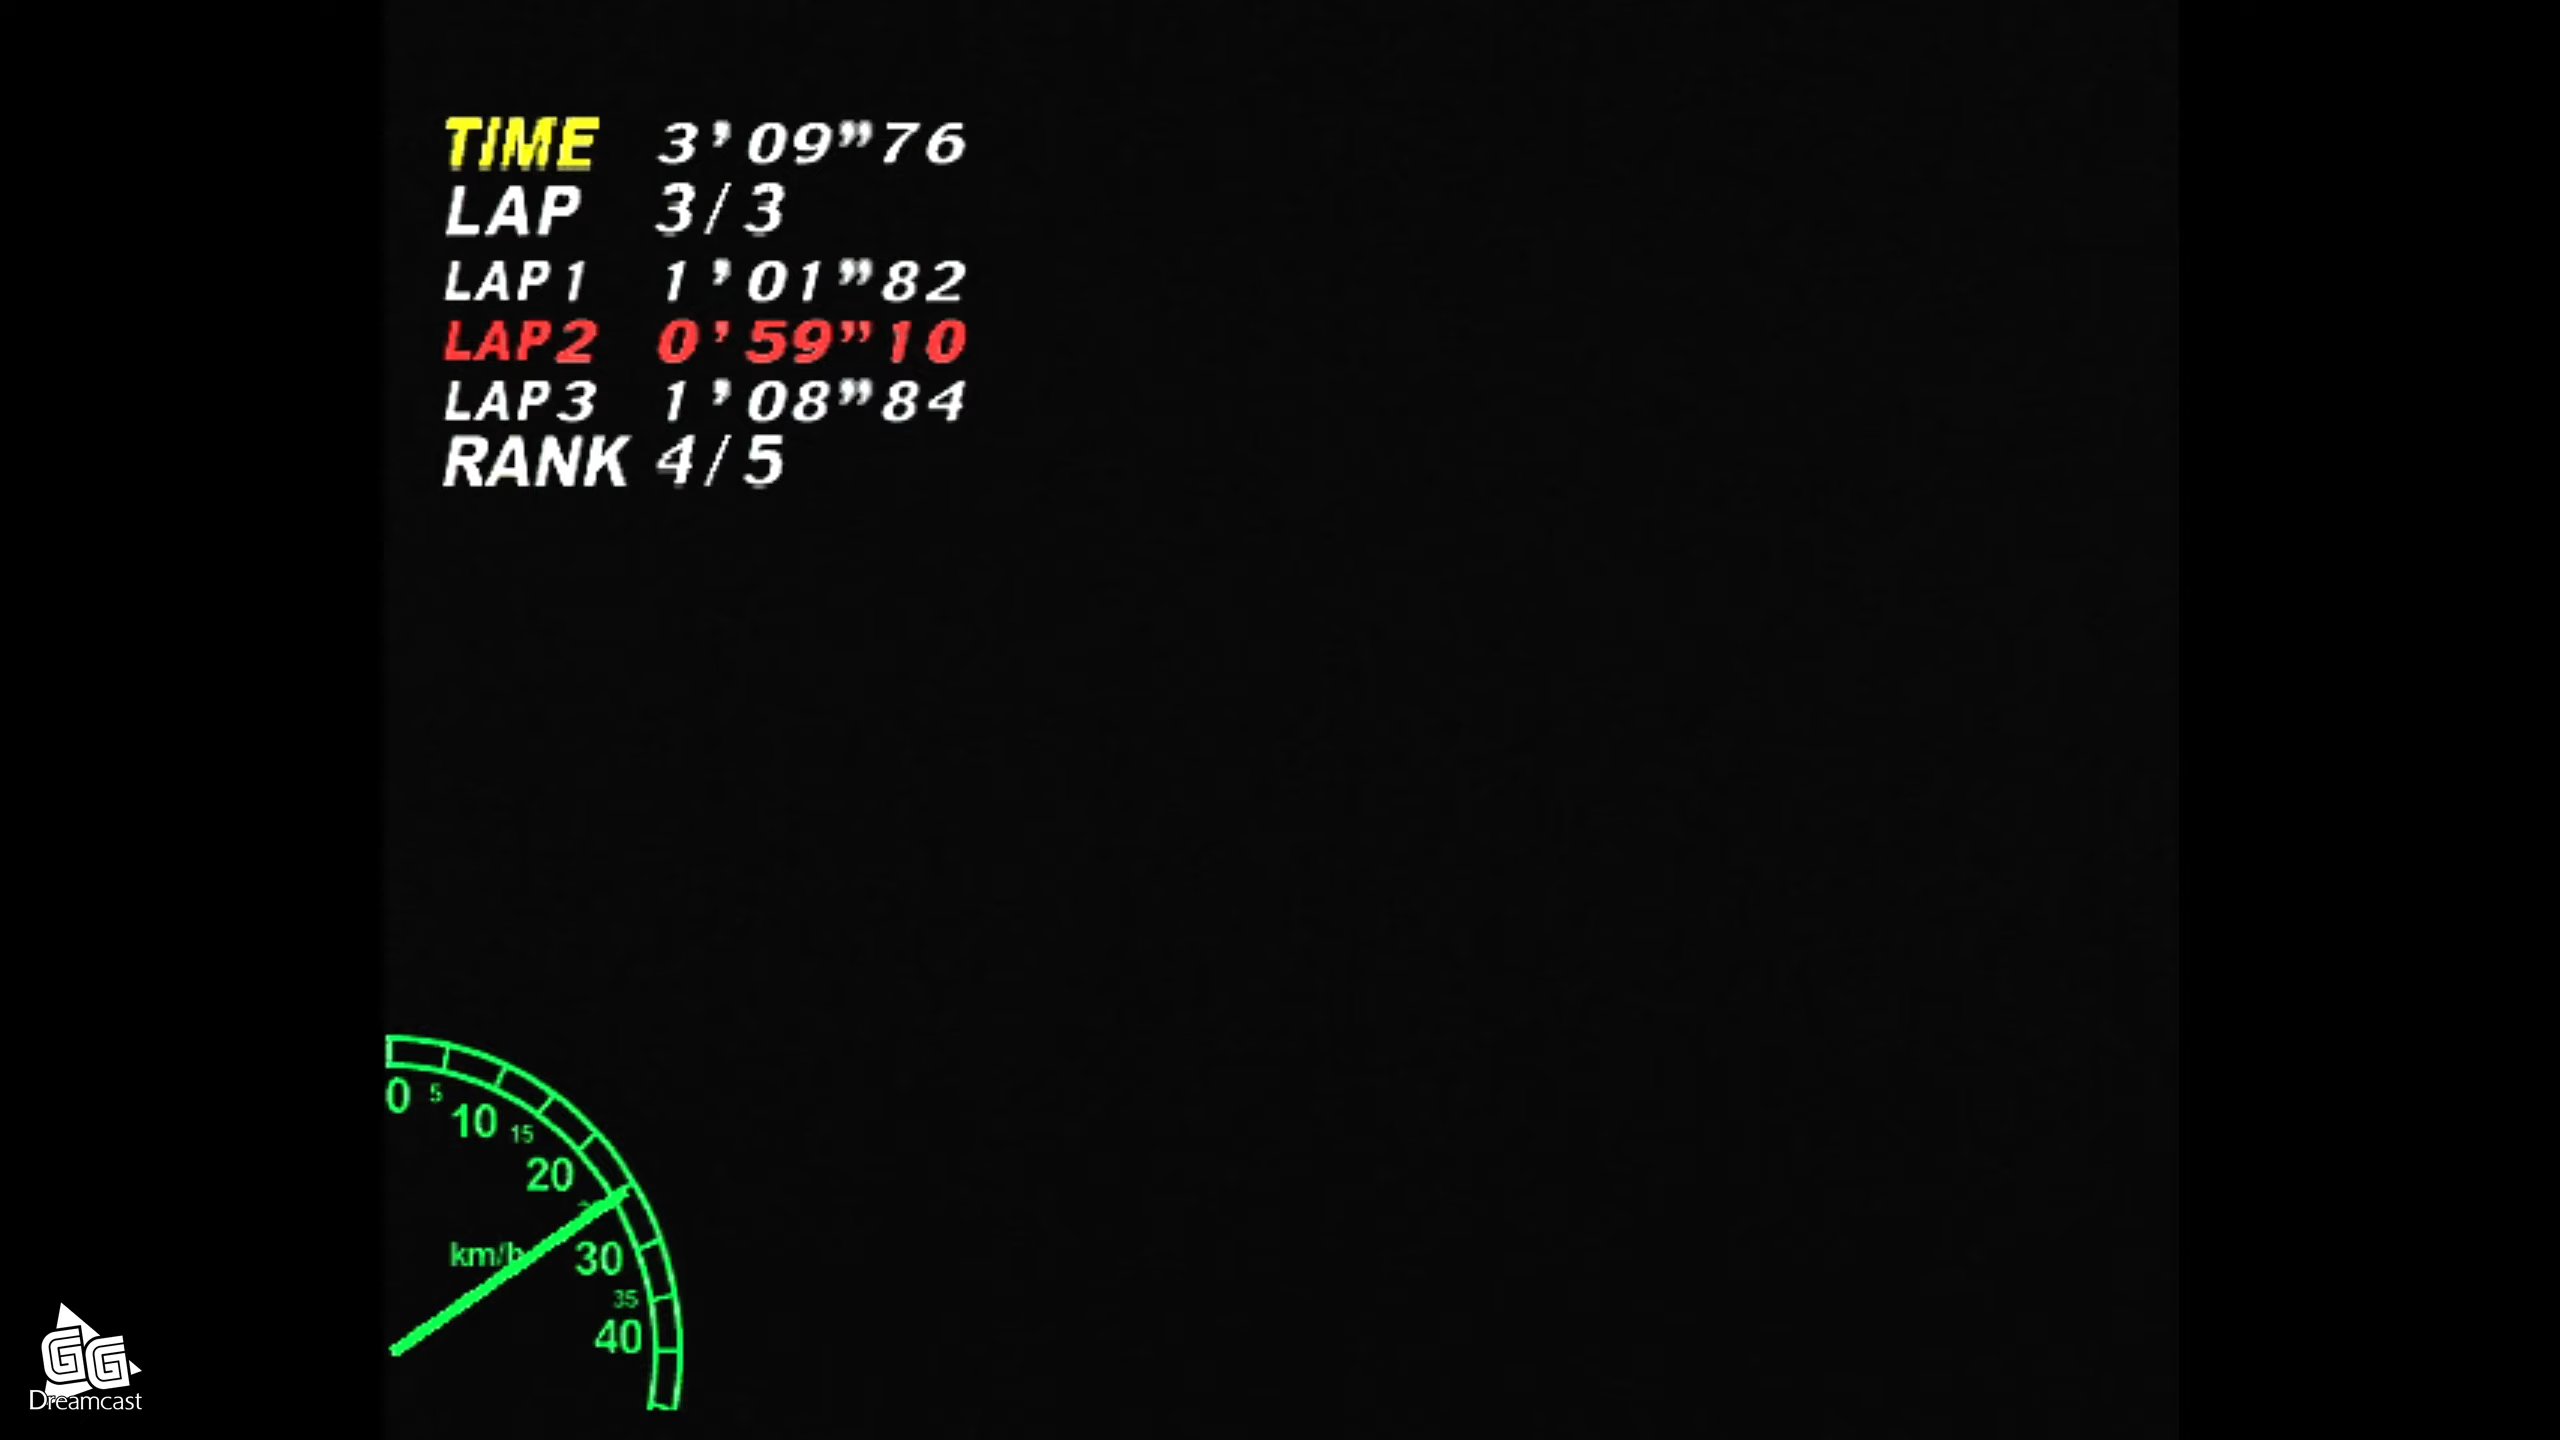 TIME 3’09”76
LAP 3/3
LAP1 1’01”82
LAP2 0’59”10
LAP3 1’08”84
RANK 4/5
0 5 10 15 20 30 35 40
km/h
GG
Dreamcast